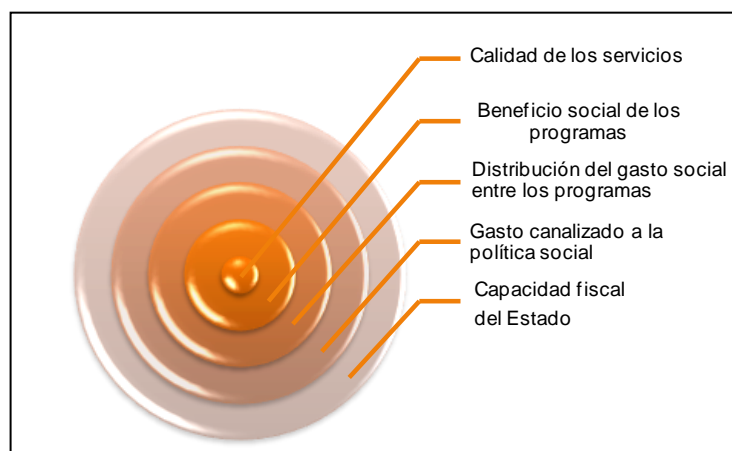 Calidad de los servicios
Beneficio social de los
programas
Distribución del gasto social
entre los programas
Gasto canalizado a la
política social
Capacidad fiscal
del Estado